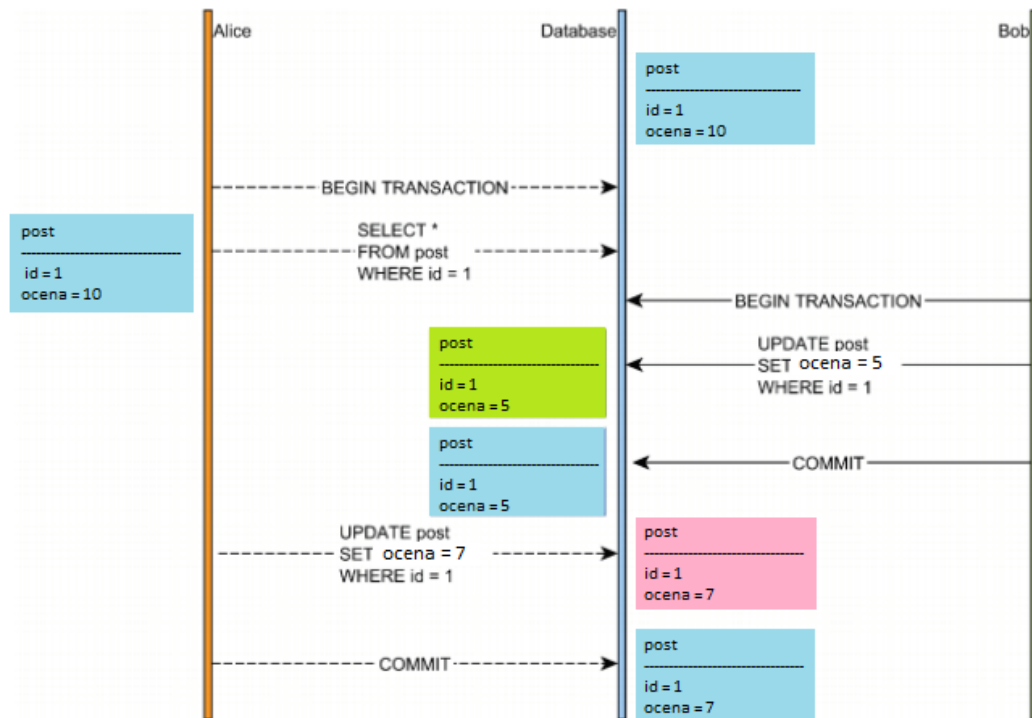 Alice
Database
Bob
post
--------------------------------
id = 1
ocena = 10
BEGIN TRANSACTION
post
--------------------------------
id = 1
ocena = 10
SELECT *
FROM post
WHERE id = 1
BEGIN TRANSACTION
UPDATE post
SET ocena = 5
WHERE id = 1
post
--------------------------------
id = 1
ocena = 5
COMMIT
post
--------------------------------
id = 1
ocena = 5
UPDATE post
SET ocena = 7
WHERE id = 1
post
--------------------------------
id = 1
ocena = 7
COMMIT
post
--------------------------------
id = 1
ocena = 7